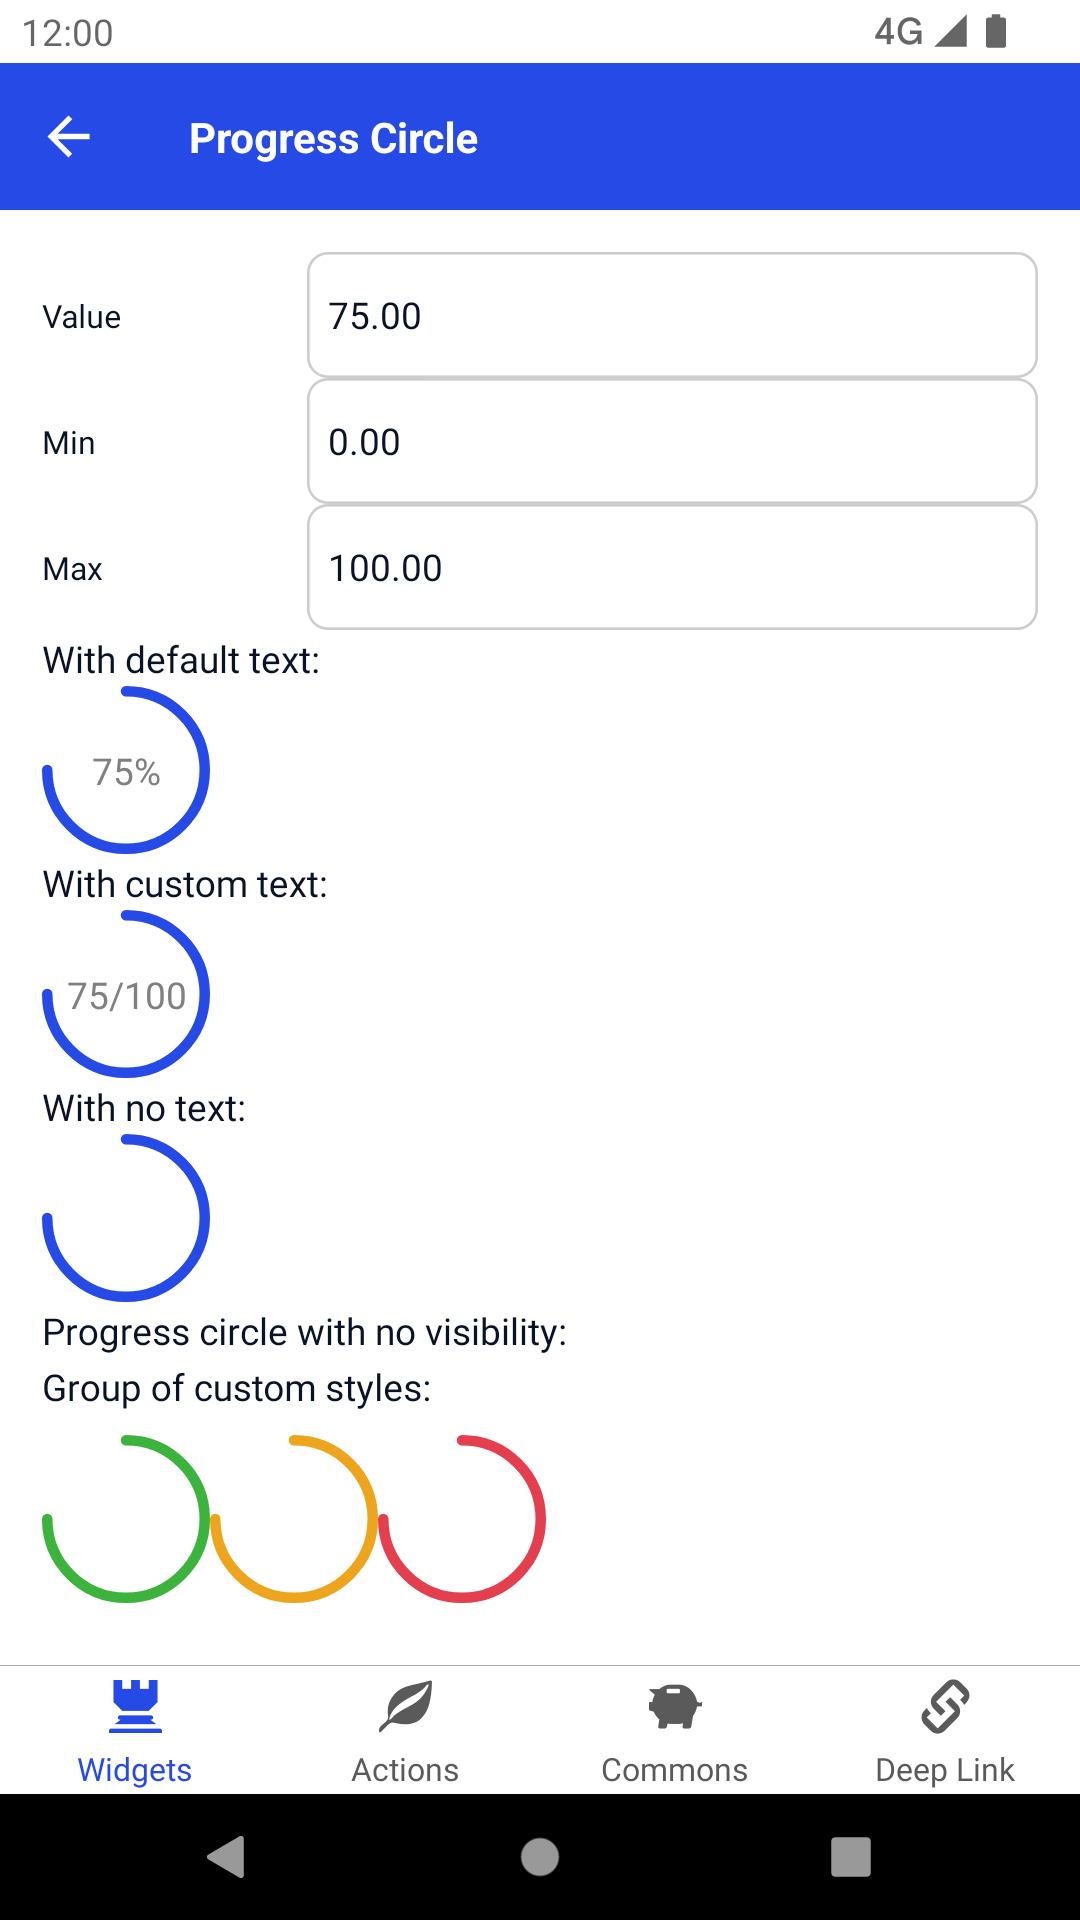 12:00 4G
Progress Circle
Value 75.00
Min 0.00
Max 100.00
With default text:
75%
With custom text:
75/100
With no text:
Progress circle with no visibility:
Group of custom styles:
Widgets Actions Commons Deep Link